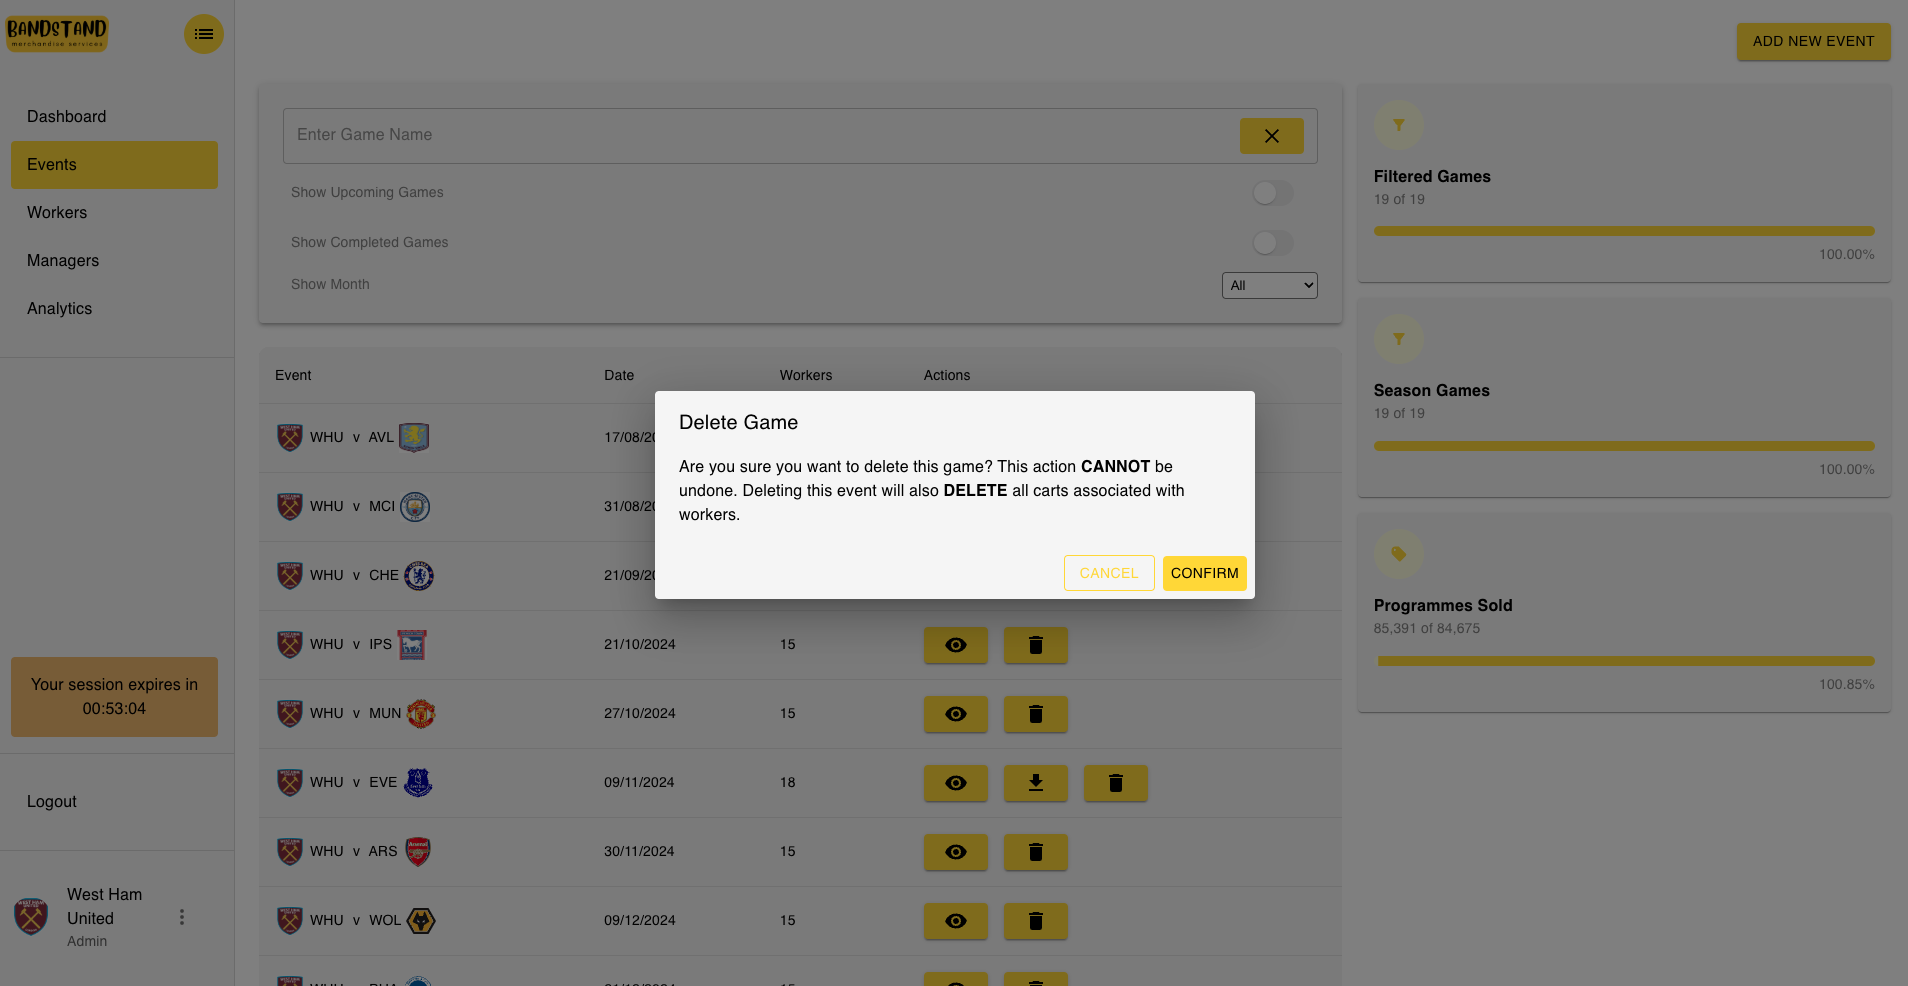 BANDSTAND
merchandise services
Dashboard
Events
Workers
Managers
Analytics
Your session expires in
00:53:04
Logout
West Ham
United
Admin
ADD NEW EVENT
Enter Game Name
Show Upcoming Games
Show Completed Games
Show Month
All
Event Date Workers Actions
WHU v AVL 17/08/20
WHU v MCI 31/08/20
WHU v CHE 21/09/20
WHU v IPS 21/10/2024 15
WHU v MUN 27/10/2024 15
WHU v EVE 09/11/2024 18
WHU v ARS 30/11/2024 15
WHU v WOL 09/12/2024 15
Delete Game
Are you sure you want to delete this game? This action CANNOT be
undone. Deleting this event will also DELETE all carts associated with
workers.
CANCEL CONFIRM
Filtered Games
19 of 19
100.00%
Season Games
19 of 19
100.00%
Programmes Sold
85,391 of 84,675
100.85%